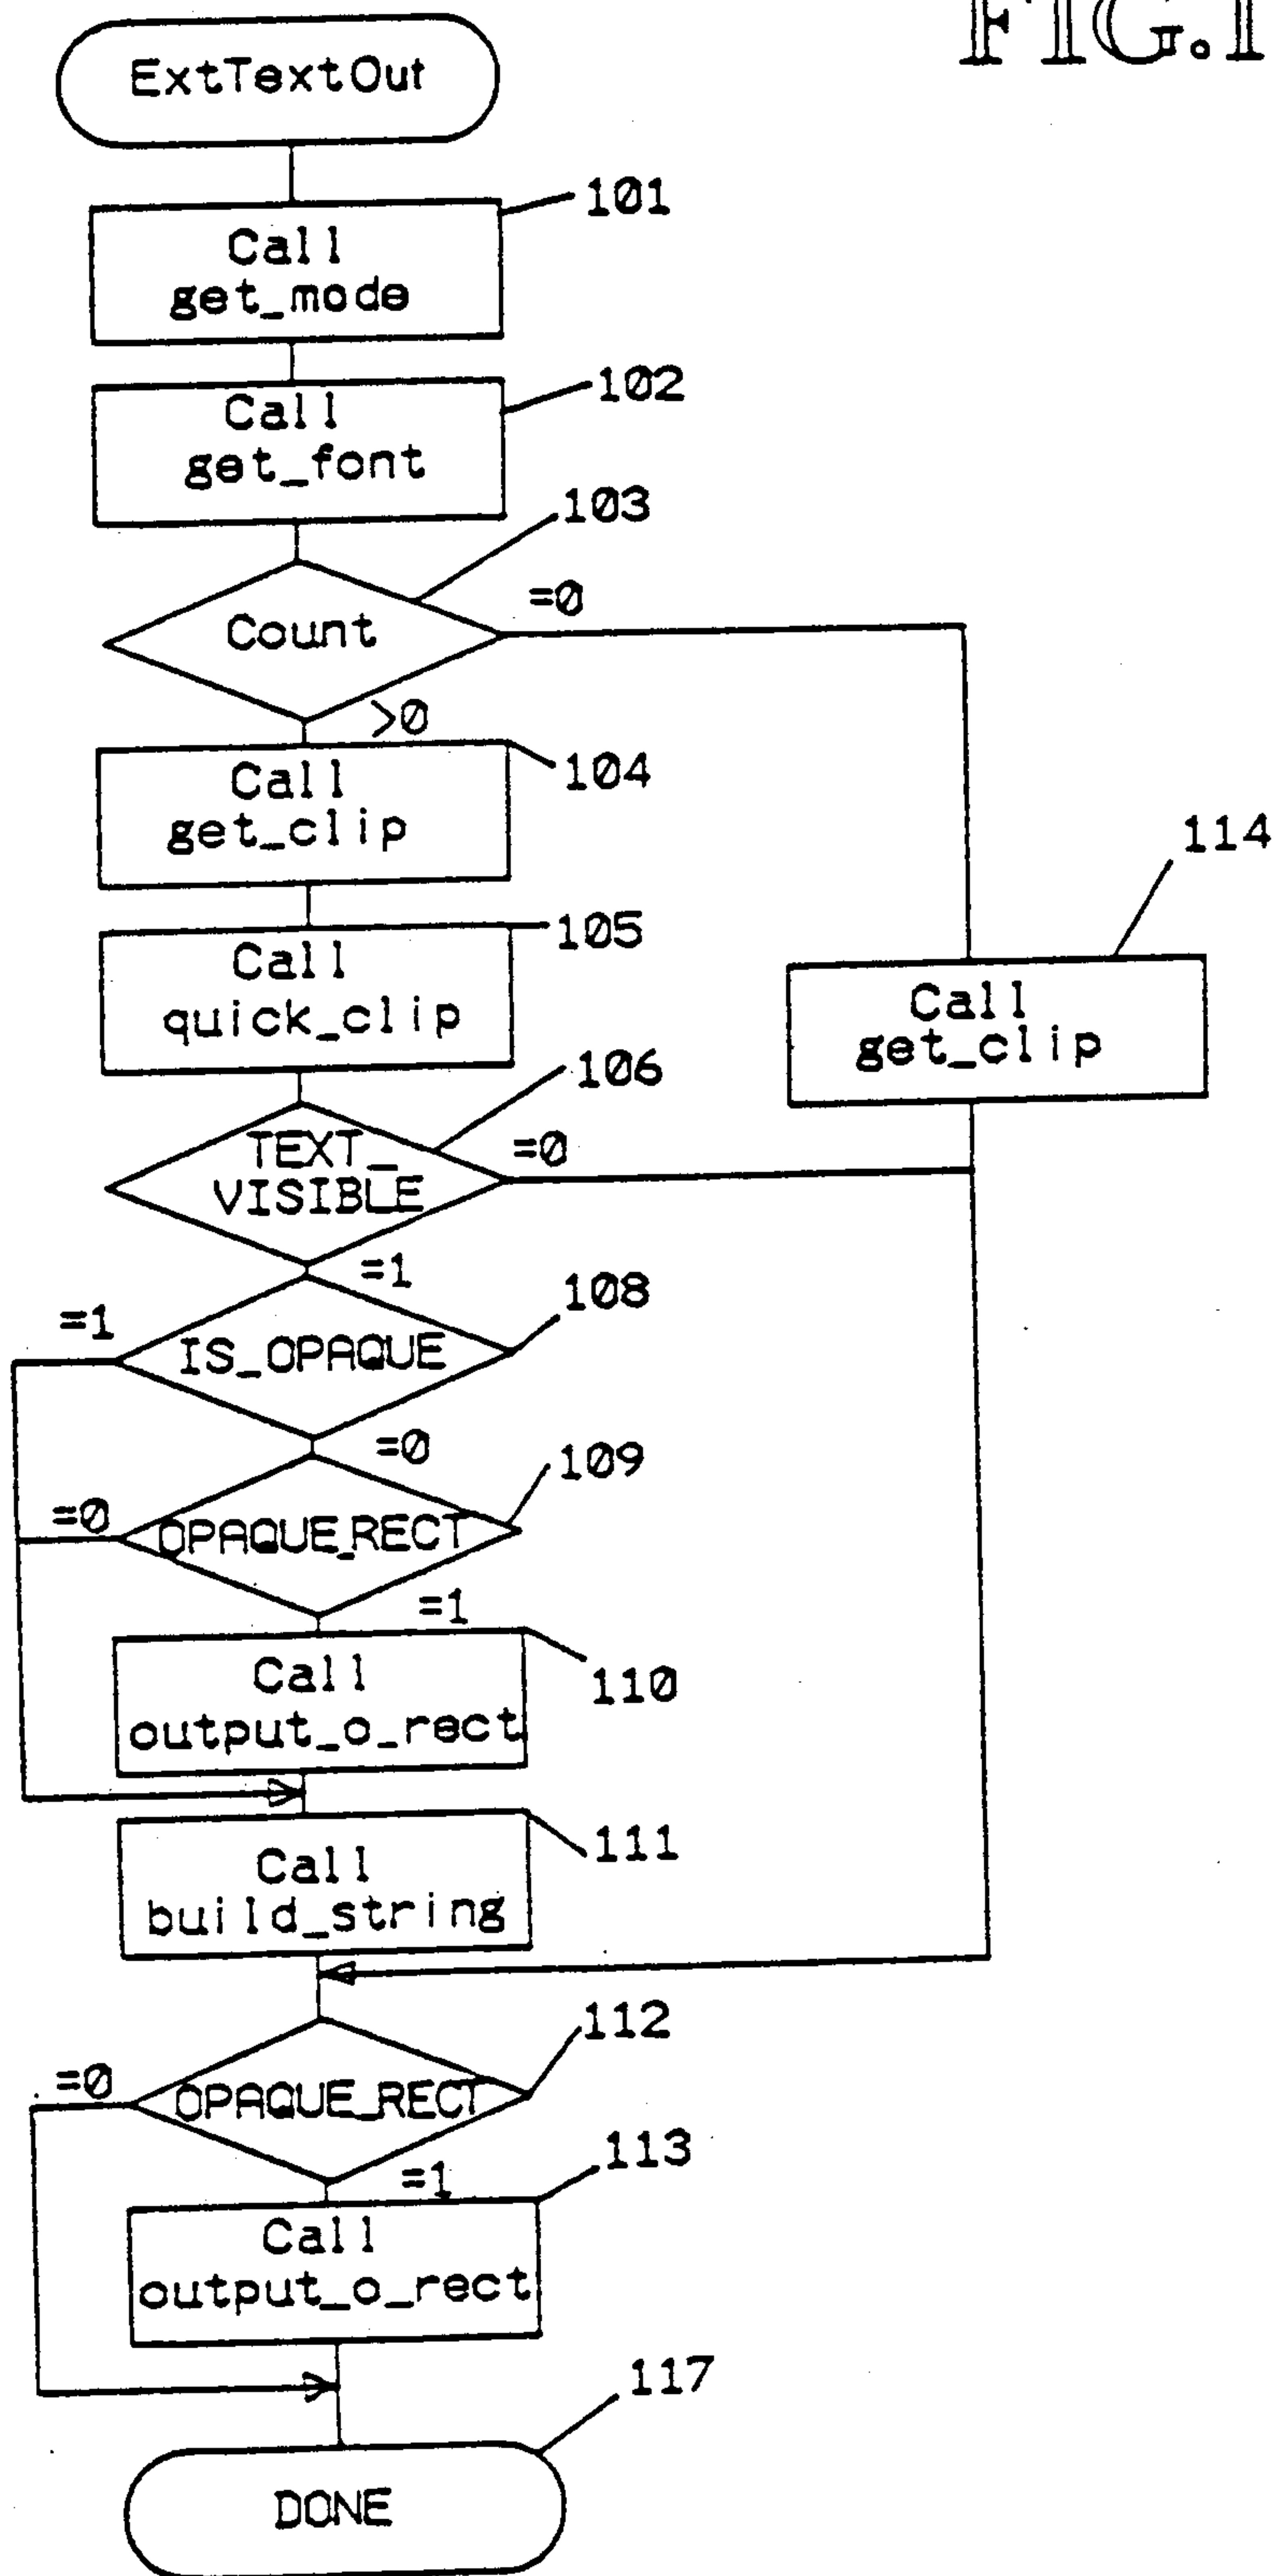 FIG.1
ExtTextOut
101
Call
get_mode
102
Call
get_font
103
Count
=0
>0
104
Call
get_clip
114
Call
get_clip
105
Call
quick_clip
106
TEXT_
VISIBLE
=0
=1
108
=1
IS_OPAQUE
=0
109
=0
OPAQUE_RECT
=1
110
Call
output_o_rect
111
Call
build_string
112
=0
OPAQUE_RECT
=1
113
Call
output_o_rect
117
DONE